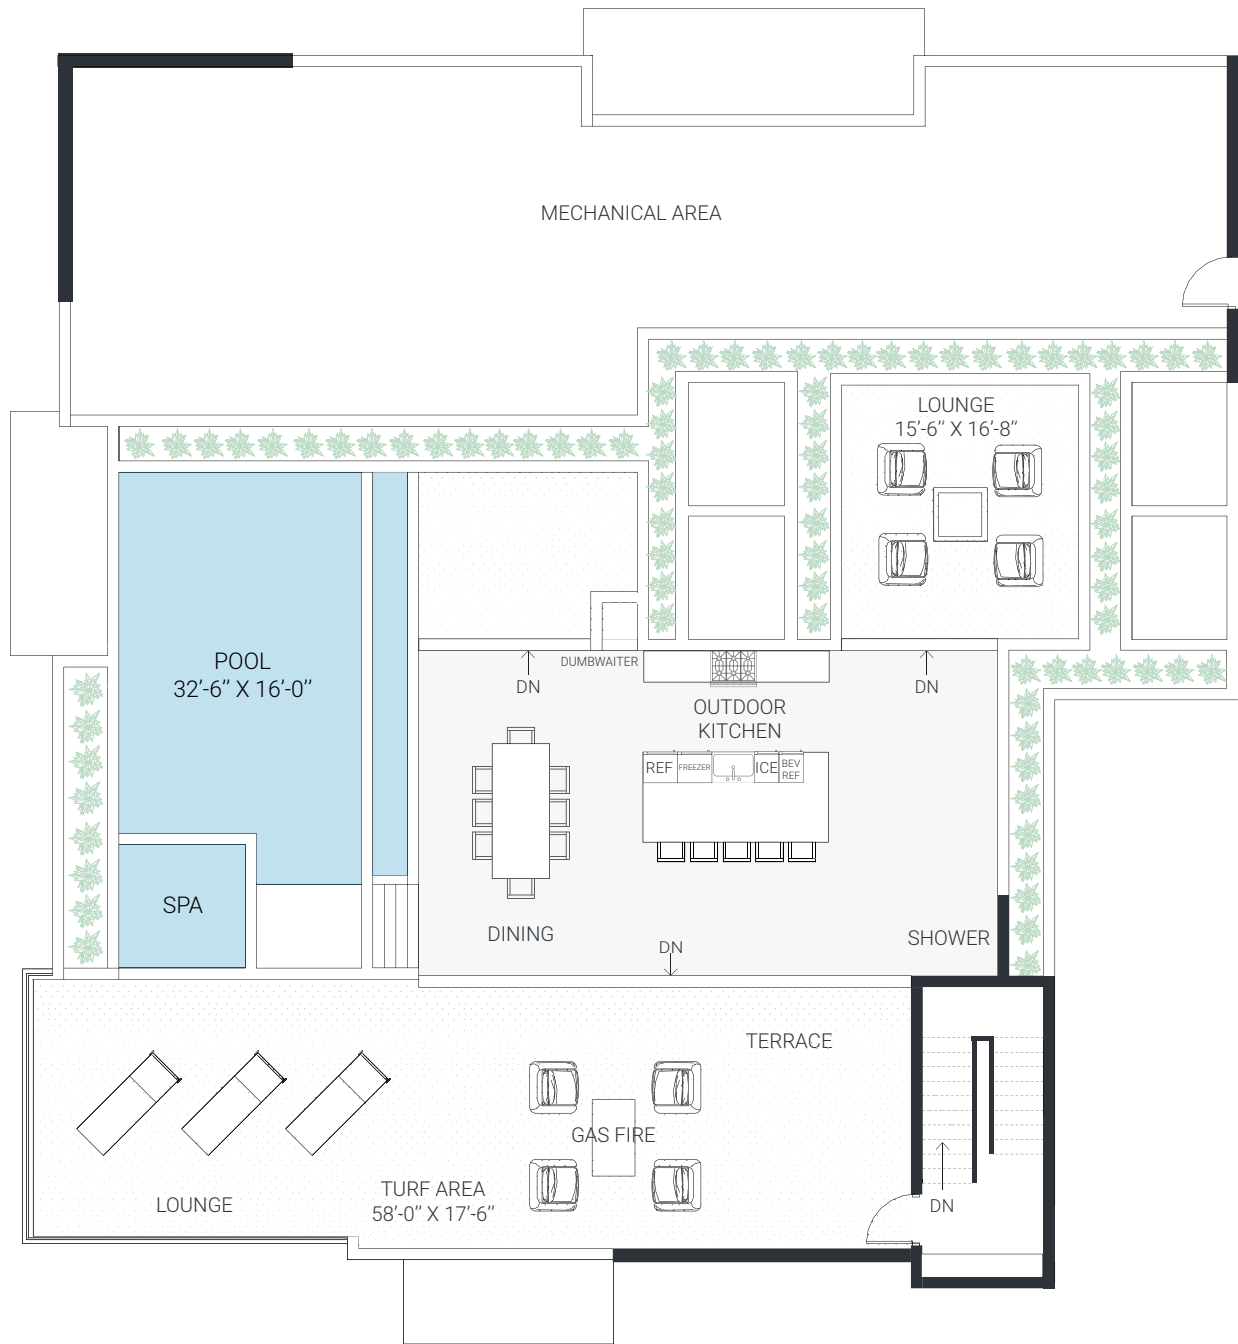 MECHANICAL AREA
LOUNGE
15’-6” X 16’-8”
POOL
32’-6” X 16’-0”
DUMBWAITER
DN
DN
OUTDOOR
KITCHEN
REF
FREEZER
ICE
BEV
REF
SPA
DINING
DN
SHOWER
TERRACE
GAS FIRE
TURF AREA
58’-0” X 17’-6”
LOUNGE
DN